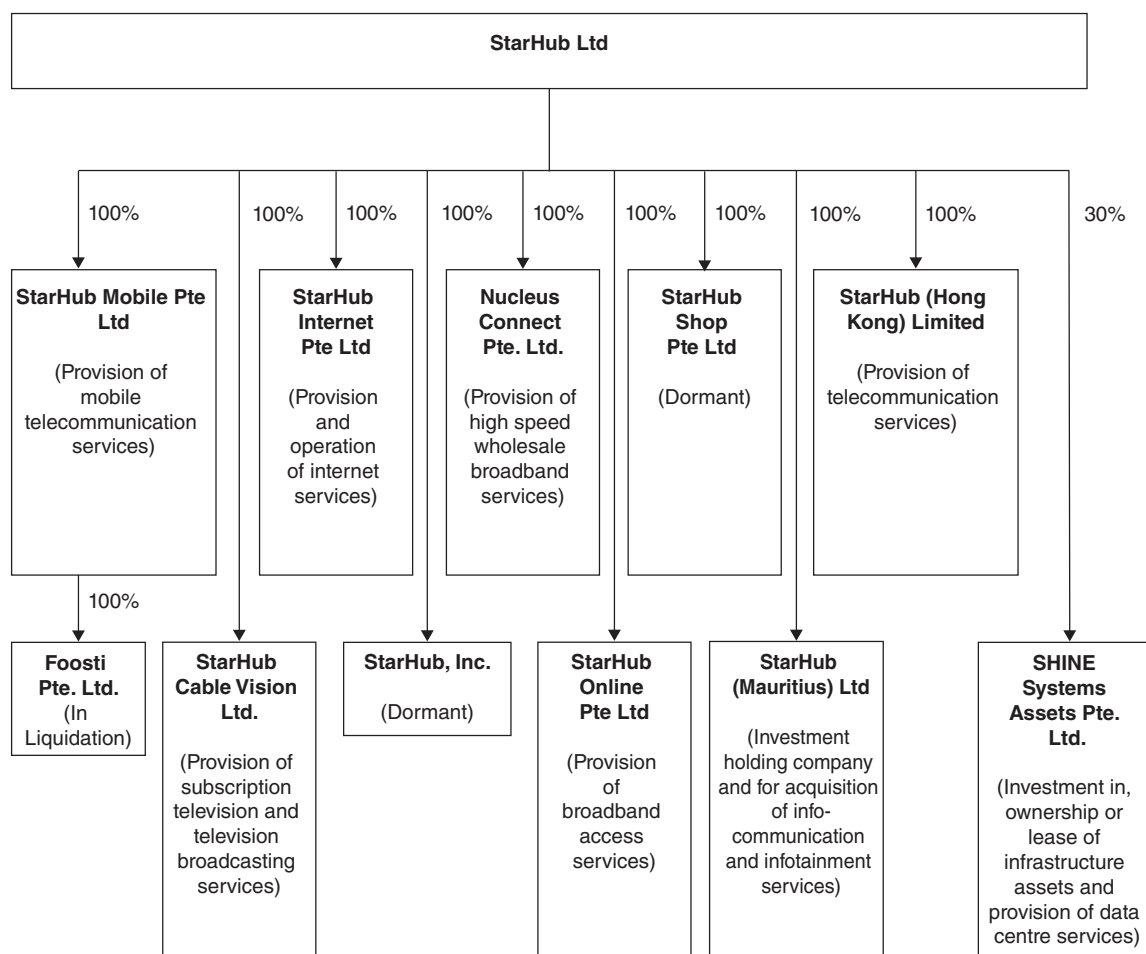 StarHub Ltd
100%
100%
100%
100%
100%
100%
100%
100%
100%
30%
StarHub Mobile Pte
Ltd
(Provision of
mobile
telecommunication
services)
StarHub
Internet
Pte Ltd
(Provision
and
operation
of internet
services)
Nucleus
Connect
Pte. Ltd.
(Provision of
high speed
wholesale
broadband
services)
StarHub
Shop
Pte Ltd
(Dormant)
StarHub (Hong
Kong) Limited
(Provision of
telecommunication
services)
100%
Foosti
Pte. Ltd.
(In
Liquidation)
StarHub
Cable Vision
Ltd.
(Provision of
subscription
television and
television
broadcasting
services)
StarHub, Inc.
(Dormant)
StarHub
Online
Pte Ltd
(Provision
of
broadband
access
services)
StarHub
(Mauritius) Ltd
(Investment
holding company
and for acquisition
of info-
communication
and infotainment
services)
SHINE
Systems
Assets Pte.
Ltd.
(Investment in,
ownership or
lease of
infrastructure
assets and
provision of data
centre services)